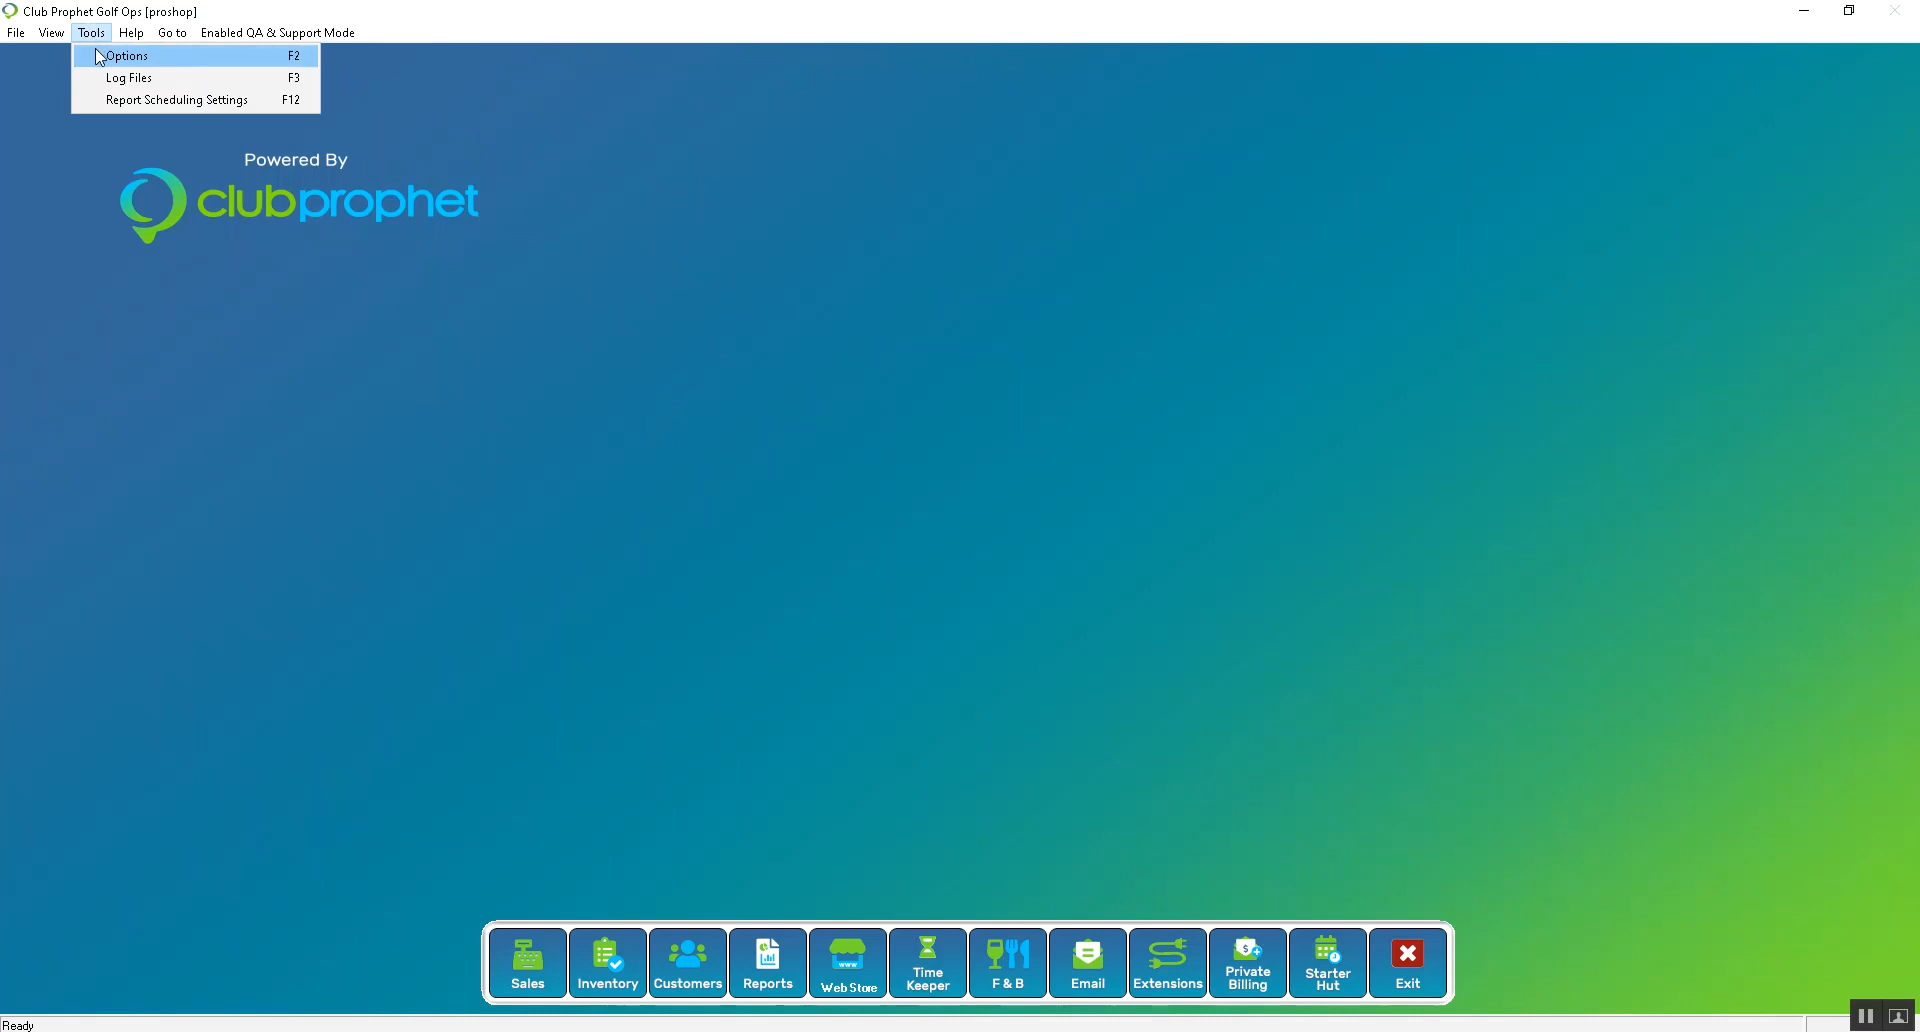 Club Prophet Golf Ops [proshop]
File View Tools Help Go to Enabled QA & Support Mode
Options F2
Log Files F3
Report Scheduling Settings F12
Powered By
clubprophet
www
Sales Inventory Customers Reports Web Store Time Keeper F & B Email Extensions Private Billing Starter Hut Exit
Ready